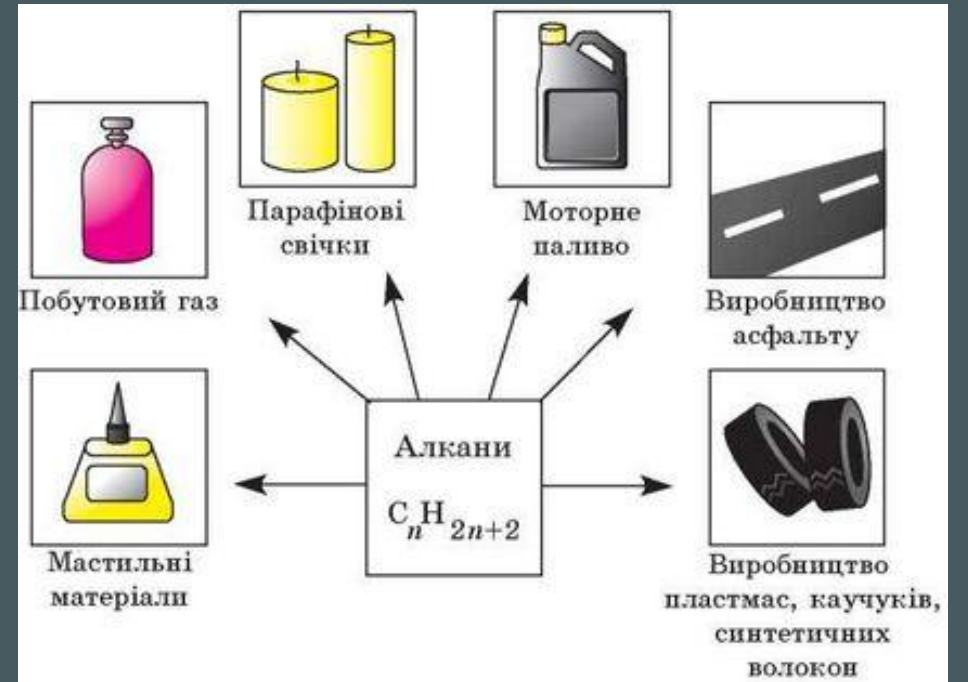 Парафінові
свічки
Моторне
паливо
Побутовий газ
Виробництво
асфальту
Алкани
CnH2n+2
Мастильні
матеріали
Виробництво
пластмас, каучуків,
синтетичних
волокон